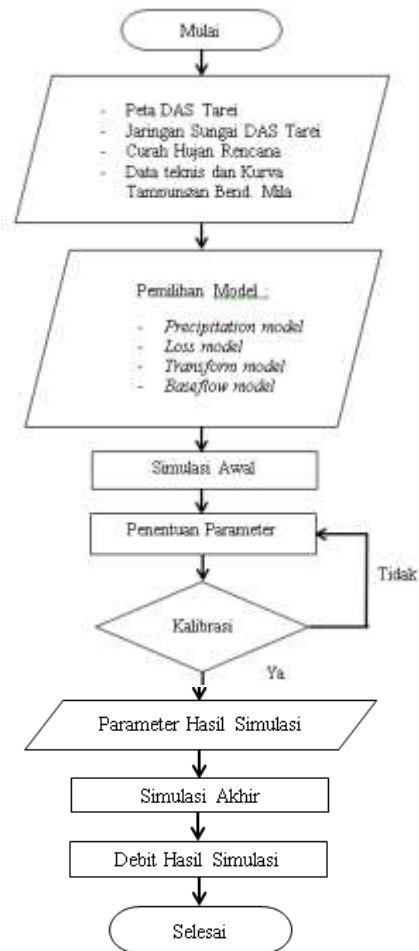 Mulai
- Peta DAS Tarei
- Jaringan Sungai DAS Tarei
- Curah Hujan Rencana
- Data teknis dan Kurva
Tampungan Bend. Mila
Pemilihan Model :
- Precipitation model
- Loss model
- Transform model
- Baseflow model
Simulasi Awal
Penentuan Parameter
Tidak
Kalibrasi
Ya
Parameter Hasil Simulasi
Simulasi Akhir
Debit Hasil Simulasi
Selesai